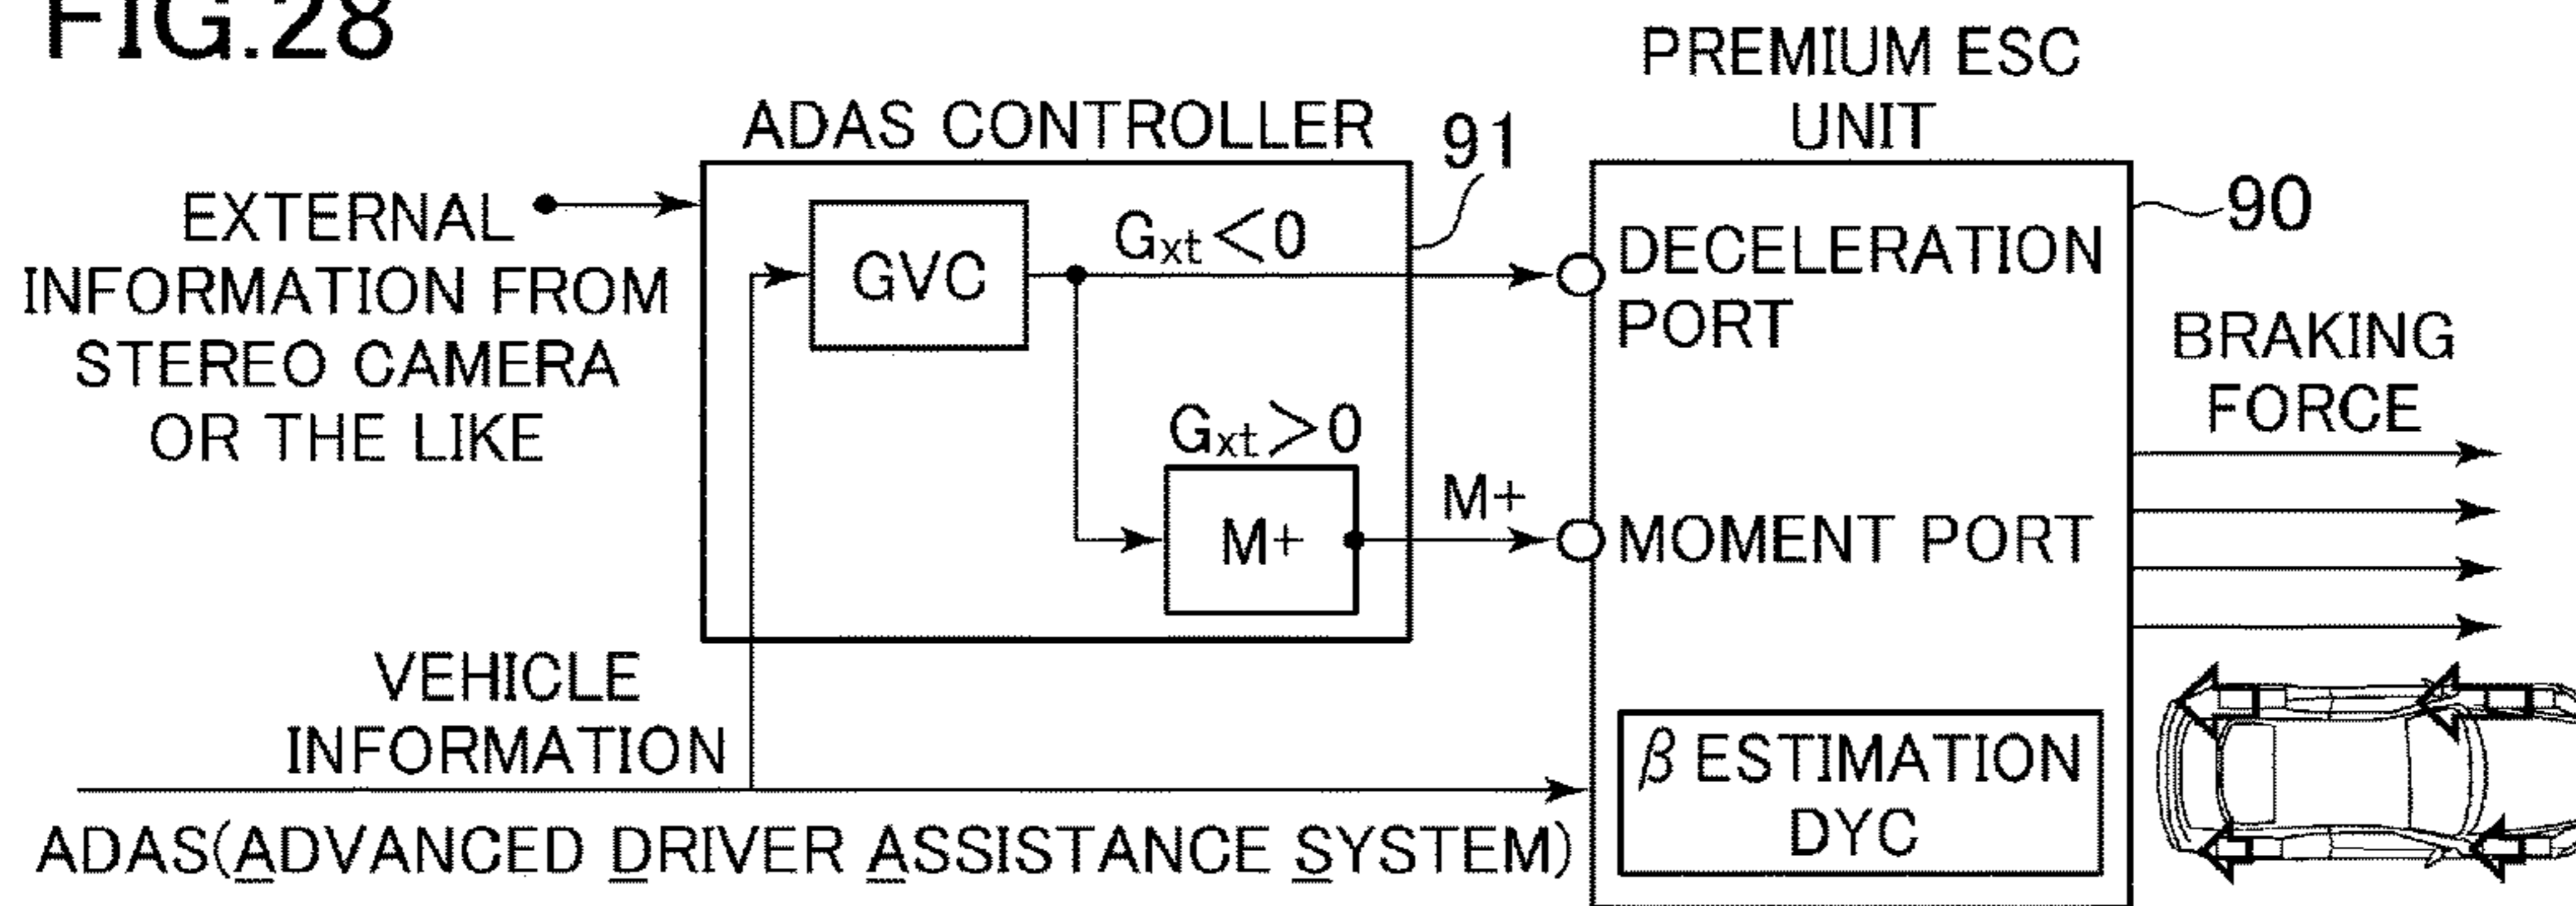 FIG.28
PREMIUM ESC
UNIT
ADAS CONTROLLER
91
90
EXTERNAL
INFORMATION FROM
STEREO CAMERA
OR THE LIKE
GVC
Gxt<0
DECELERATION
PORT
BRAKING
FORCE
Gxt>0
M+
M+
MOMENT PORT
VEHICLE
INFORMATION
β ESTIMATION
DYC
ADAS(ADVANCED DRIVER ASSISTANCE SYSTEM)